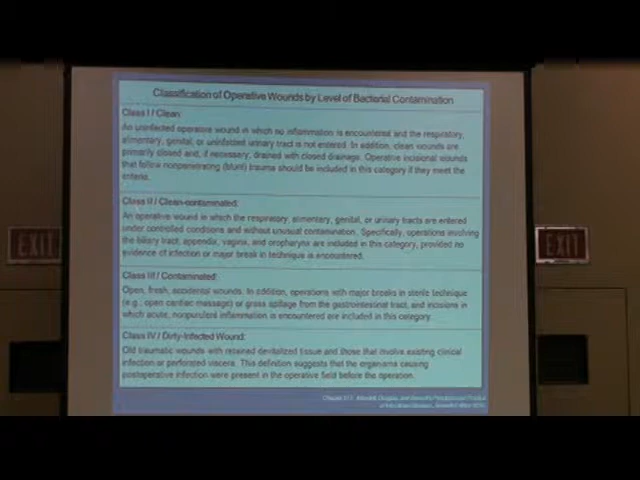 Classification of Operative Wounds by Level of Bacterial Contamination
Class I / Clean:
An uninfected operative wound in which no inflammation is encountered and the respiratory,
alimentary, genital, or uninfected urinary tract is not entered. In addition, clean wounds are
primarily closed and, if necessary, drained with closed drainage. Operative incisional wounds
that follow nonpenetrating (blunt) trauma should be included in this category if they meet the
criteria.
Class II / Clean-contaminated:
An operative wound in which the respiratory, alimentary, genital, or urinary tracts are entered
under controlled conditions and without unusual contamination. Specifically, operations involving
the biliary tract, appendix, vagina, and oropharynx are included in this category, provided no
evidence of infection or major break in technique is encountered.
EXIT
EXIT
Class III / Contaminated:
Open, fresh, accidental wounds. In addition, operations with major breaks in sterile technique
(e.g., open cardiac massage) or gross spillage from the gastrointestinal tract, and incisions in
which acute, nonpurulent inflammation is encountered are included in this category.
Class IV / Dirty-Infected Wound:
Old traumatic wounds with retained devitalized tissue and those that involve existing clinical
infection or perforated viscera. This definition suggests that the organisms causing
postoperative infection were present in the operative field before the operation.